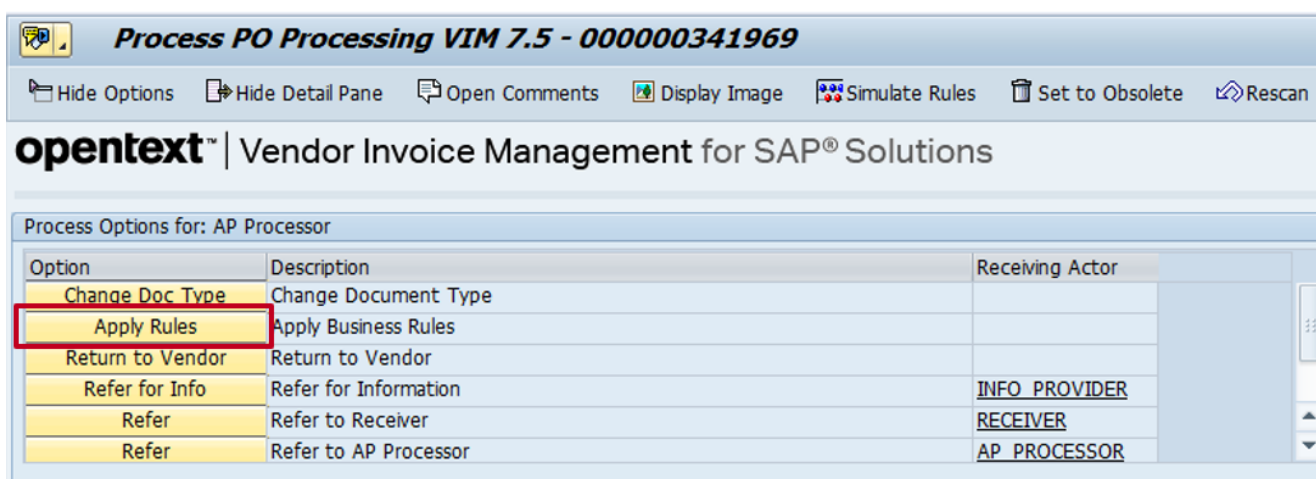 Process PO Processing VIM 7.5 - 000000341969
Hide Options Hide Detail Pane Open Comments Display Image Simulate Rules Set to Obsolete Rescan
opentext™ | Vendor Invoice Management for SAP® Solutions
Process Options for: AP Processor
Option Description Receiving Actor
Change Doc Type Change Document Type
Apply Rules Apply Business Rules
Return to Vendor Return to Vendor
Refer for Info Refer for Information INFO_PROVIDER
Refer Refer to Receiver RECEIVER
Refer Refer to AP Processor AP_PROCESSOR